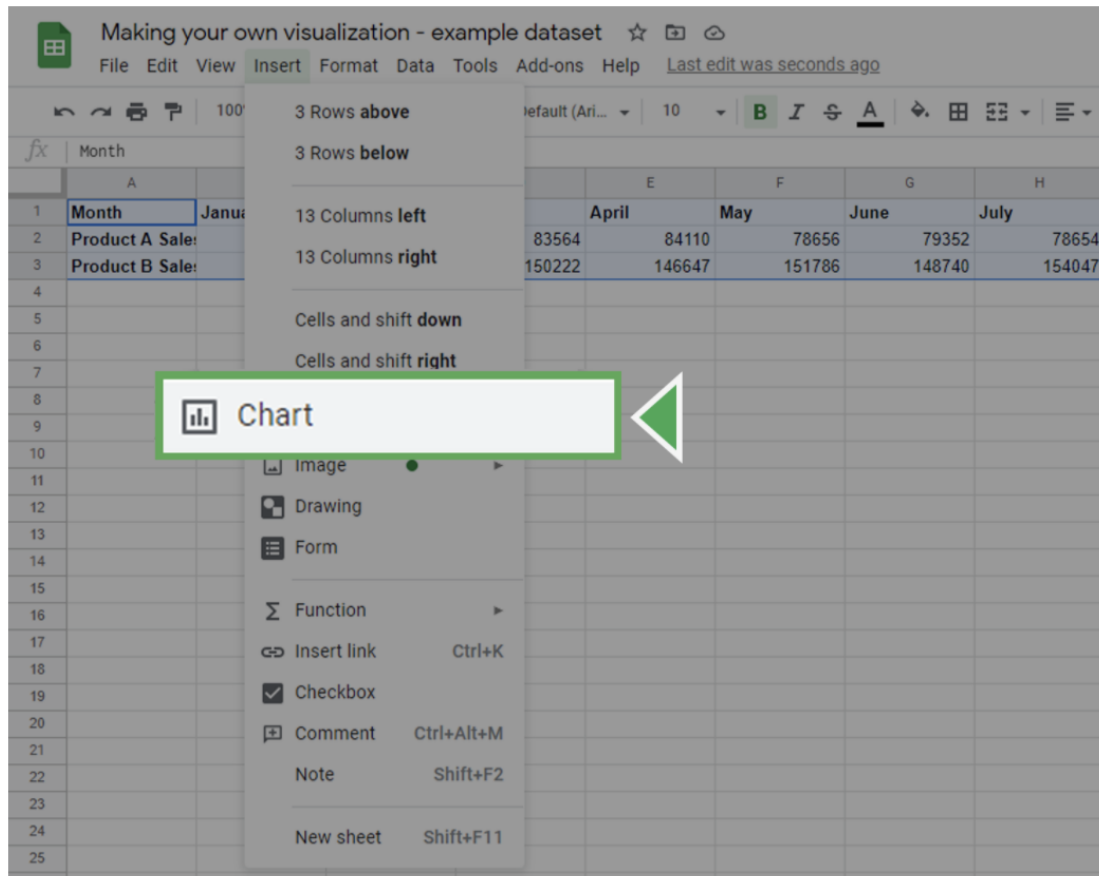 Making your own visualization - example dataset
File Edit View Insert Format Data Tools Add-ons Help Last edit was seconds ago
100 10 B I S A
fx Month
A E F G H
1 Month April May June July
2 Product A 83564 84110 78656 79352 78654
3 Product B 150222 146647 151786 148740 154047
4
5
6
7
8
9
10
11
12
13
14
15
16
17
18
19
20
21
22
23
24
25
3 Rows above
3 Rows below
13 Columns left
13 Columns right
Cells and shift down
Cells and shift right
Chart
Image
Drawing
Form
Function
Insert link Ctrl+K
Checkbox
Comment Ctrl+Alt+M
Note Shift+F2
New sheet Shift+F11